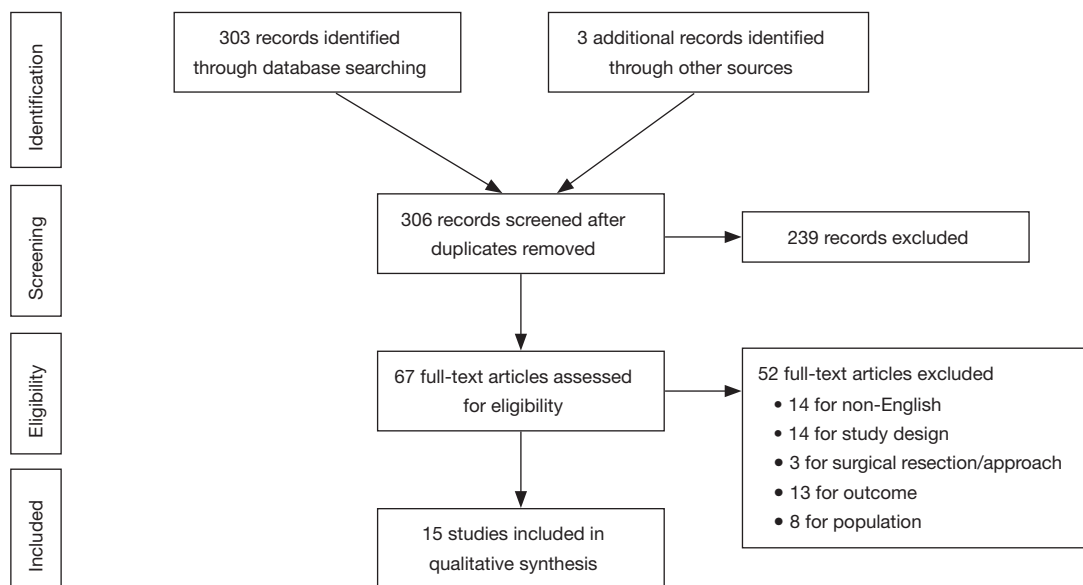 Identification
303 records identified
through database searching
3 additional records identified
through other sources
Screening
306 records screened after
duplicates removed
239 records excluded
Eligibility
67 full-text articles assessed
for eligibility
52 full-text articles excluded
• 14 for non-English
• 14 for study design
• 3 for surgical resection/approach
• 13 for outcome
• 8 for population
Included
15 studies included in
qualitative synthesis